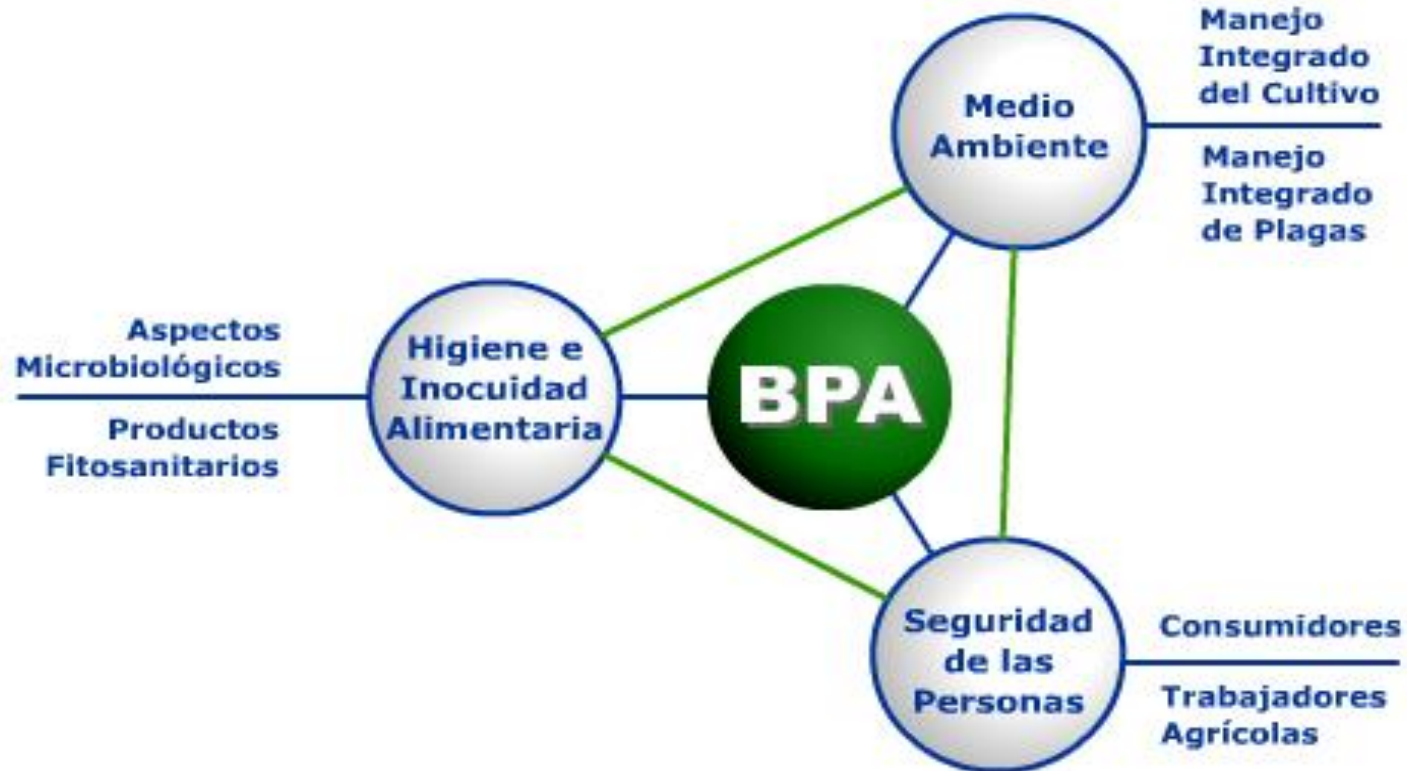 Manejo
Integrado
del Cultivo
Medio
Ambiente
Manejo
Integrado
de Plagas
Aspectos
Microbiológicos
Productos
Fitosanitarios
Higiene e
Inocuidad
Alimentaria
BPA
Seguridad
de las
Personas
Consumidores
Trabajadores
Agrícolas